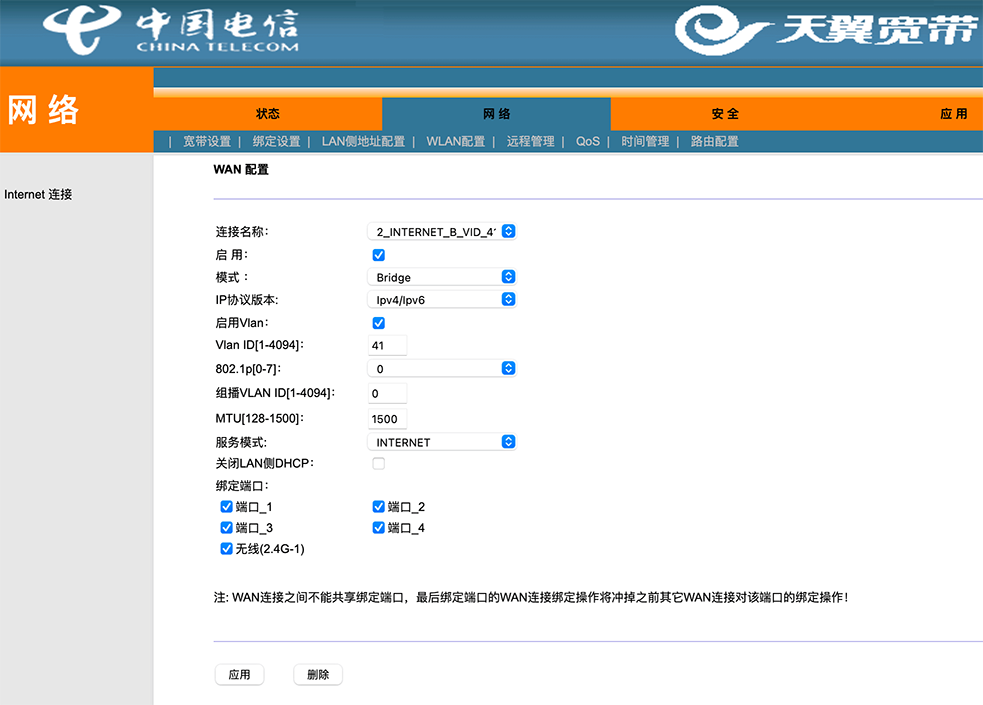 中国电信
CHINA TELECOM
天翼宽带
网 络
状态 网 络 安 全 应 用
| 宽带设置 | 绑定设置 | LAN侧地址配置 | WLAN配置 | 远程管理 | QoS | 时间管理 | 路由配置
Internet 连接
WAN 配置
连接名称： 2_INTERNET_B_VID_4
启 用：
模式 ： Bridge
IP协议版本: Ipv4/Ipv6
启用Vlan：
Vlan ID[1-4094]： 41
802.1p[0-7]： 0
组播VLAN ID[1-4094]： 0
MTU[128-1500]： 1500
服务模式: INTERNET
关闭LAN侧DHCP：
绑定端口：
端口_1 端口_2
端口_3 端口_4
无线(2.4G-1)
注: WAN连接之间不能共享绑定端口，最后绑定端口的WAN连接绑定操作将冲掉之前其它WAN连接对该端口的绑定操作！
应用 删除